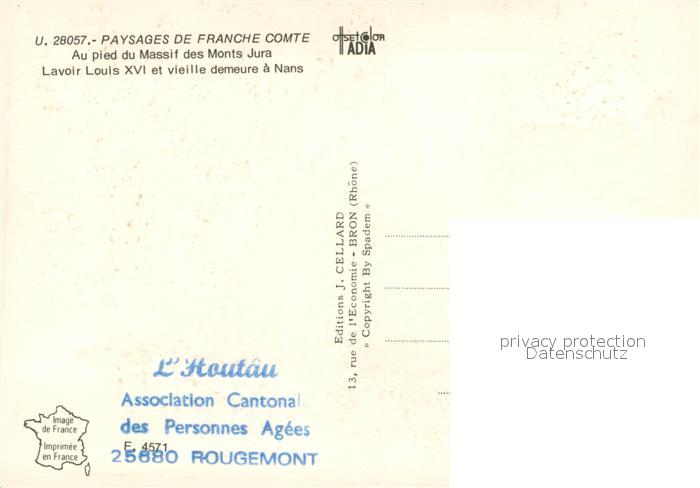 U. 28057.- PAYSAGES DE FRANCHE COMTE
Au pied du Massif des Monts Jura
Lavoir Louis XVI et vieille demeure à Nans
OFFSETCOLOR
IADIA
Editions J. CELLARD
13, rue de l'Economie - BRON (Rhône)
« Copyright By Spadem »
privacy protection
Datenschutz
L'Houtâu
Association Cantonal
des Personnes Agées
F. 4571
25680 ROUGEMONT
Image
de France
Imprimée
en France